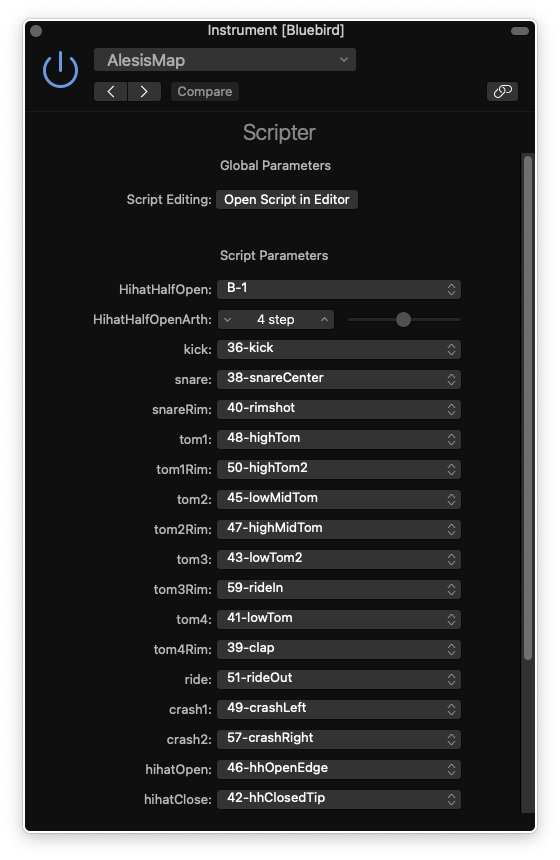 Instrument [Bluebird]
AlesisMap
Compare
Scripter
Global Parameters
Script Editing: Open Script in Editor
Script Parameters
HihatHalfOpen: B-1
HihatHalfOpenArth: 4 step
kick: 36-kick
snare: 38-snareCenter
snareRim: 40-rimshot
tom1: 48-highTom
tom1Rim: 50-highTom2
tom2: 45-lowMidTom
tom2Rim: 47-highMidTom
tom3: 43-lowTom2
tom3Rim: 59-rideIn
tom4: 41-lowTom
tom4Rim: 39-clap
ride: 51-rideOut
crash1: 49-crashLeft
crash2: 57-crashRight
hihatOpen: 46-hhOpenEdge
hihatClose: 42-hhClosedTip